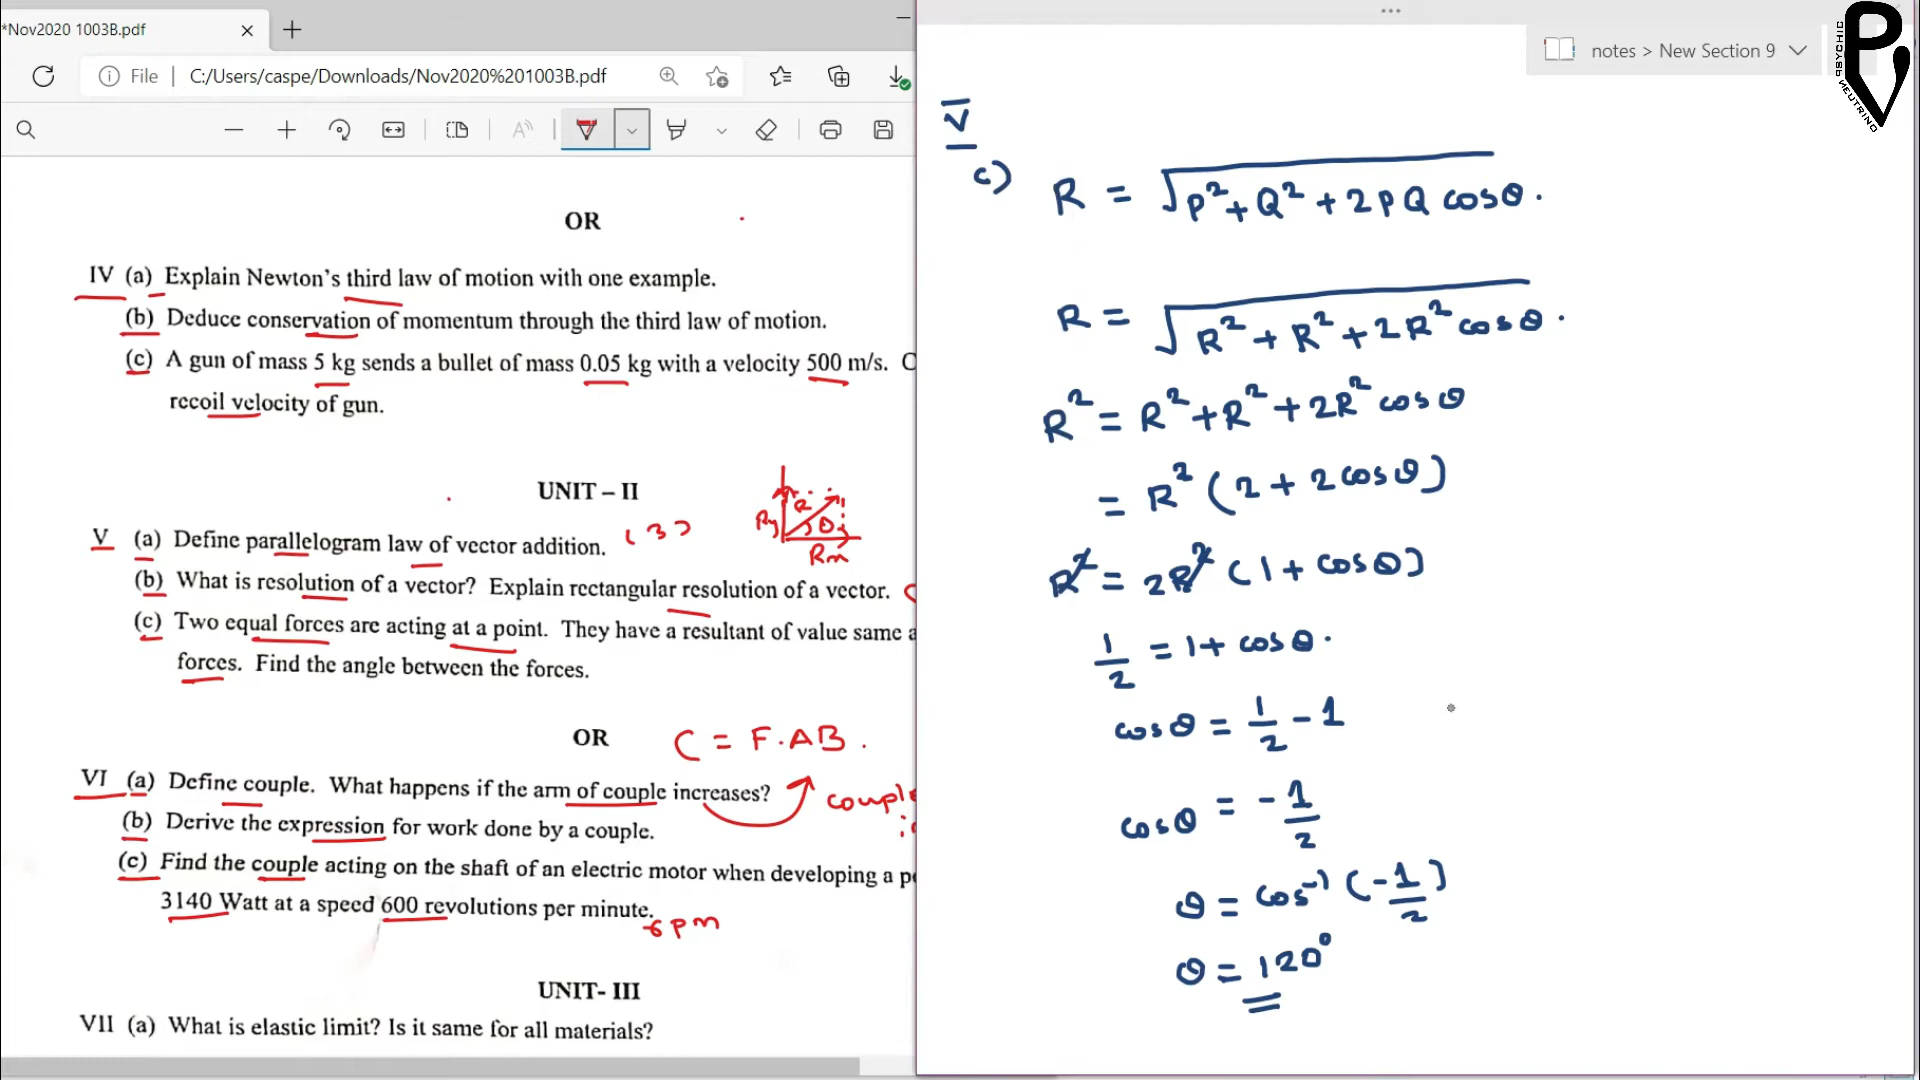 *Nov2020 1003B.pdf
File | C:/Users/caspe/Downloads/Nov2020%201003B.pdf
OR
IV (a) Explain Newton's third law of motion with one example.
(b) Deduce conservation of momentum through the third law of motion.
(c) A gun of mass 5 kg sends a bullet of mass 0.05 kg with a velocity 500 m/s. C
recoil velocity of gun.
UNIT – II
R
Ry
θ
Rx
V (a) Define parallelogram law of vector addition. (3)
(b) What is resolution of a vector? Explain rectangular resolution of a vector.
(c) Two equal forces are acting at a point. They have a resultant of value same a
forces. Find the angle between the forces.
OR
C = F.AB.
VI (a) Define couple. What happens if the arm of couple increases?
couple
(b) Derive the expression for work done by a couple.
(c) Find the couple acting on the shaft of an electric motor when developing a p
3140 Watt at a speed 600 revolutions per minute.
rpm
UNIT- III
VII (a) What is elastic limit? Is it same for all materials?
notes > New Section 9
PSYCHIC NEUTRINO
V
c) R = √P²+Q²+2PQ cosθ.
R = √R²+R²+2R² cosθ.
R² = R²+R²+2R² cosθ
= R² (2+2cosθ)
R² = 2R² (1+cosθ)
1/2 = 1+ cosθ.
cosθ = 1/2 - 1
cosθ = -1/2
θ = cos⁻¹ (-1/2)
θ = 120°